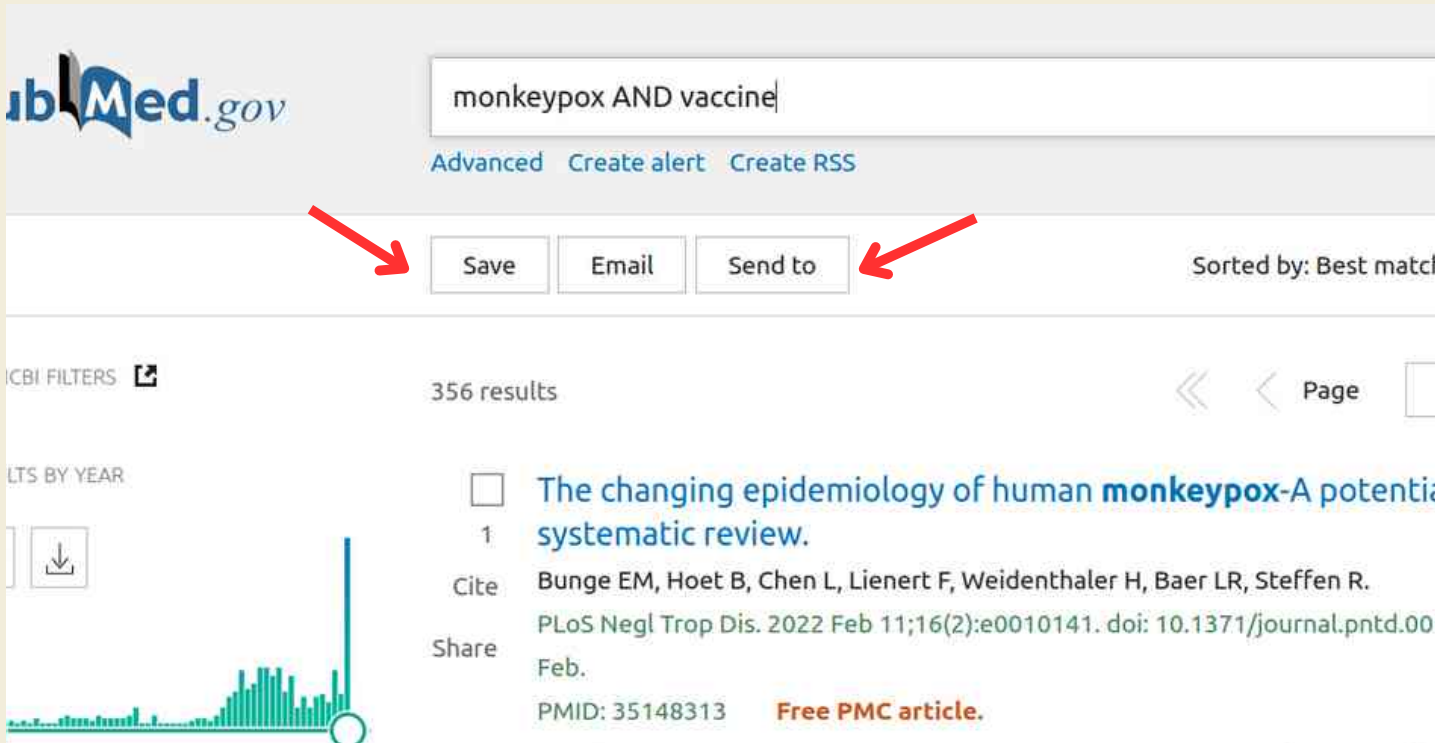 ubMed.gov
monkeypox AND vaccine
Advanced Create alert Create RSS
Save Email Send to
Sorted by: Best match
CBI FILTERS
356 results
Page
LTS BY YEAR
The changing epidemiology of human monkeypox-A potentia
1 systematic review.
Cite
Bunge EM, Hoet B, Chen L, Lienert F, Weidenthaler H, Baer LR, Steffen R.
PLoS Negl Trop Dis. 2022 Feb 11;16(2):e0010141. doi: 10.1371/journal.pntd.00
Share
Feb.
PMID: 35148313 Free PMC article.